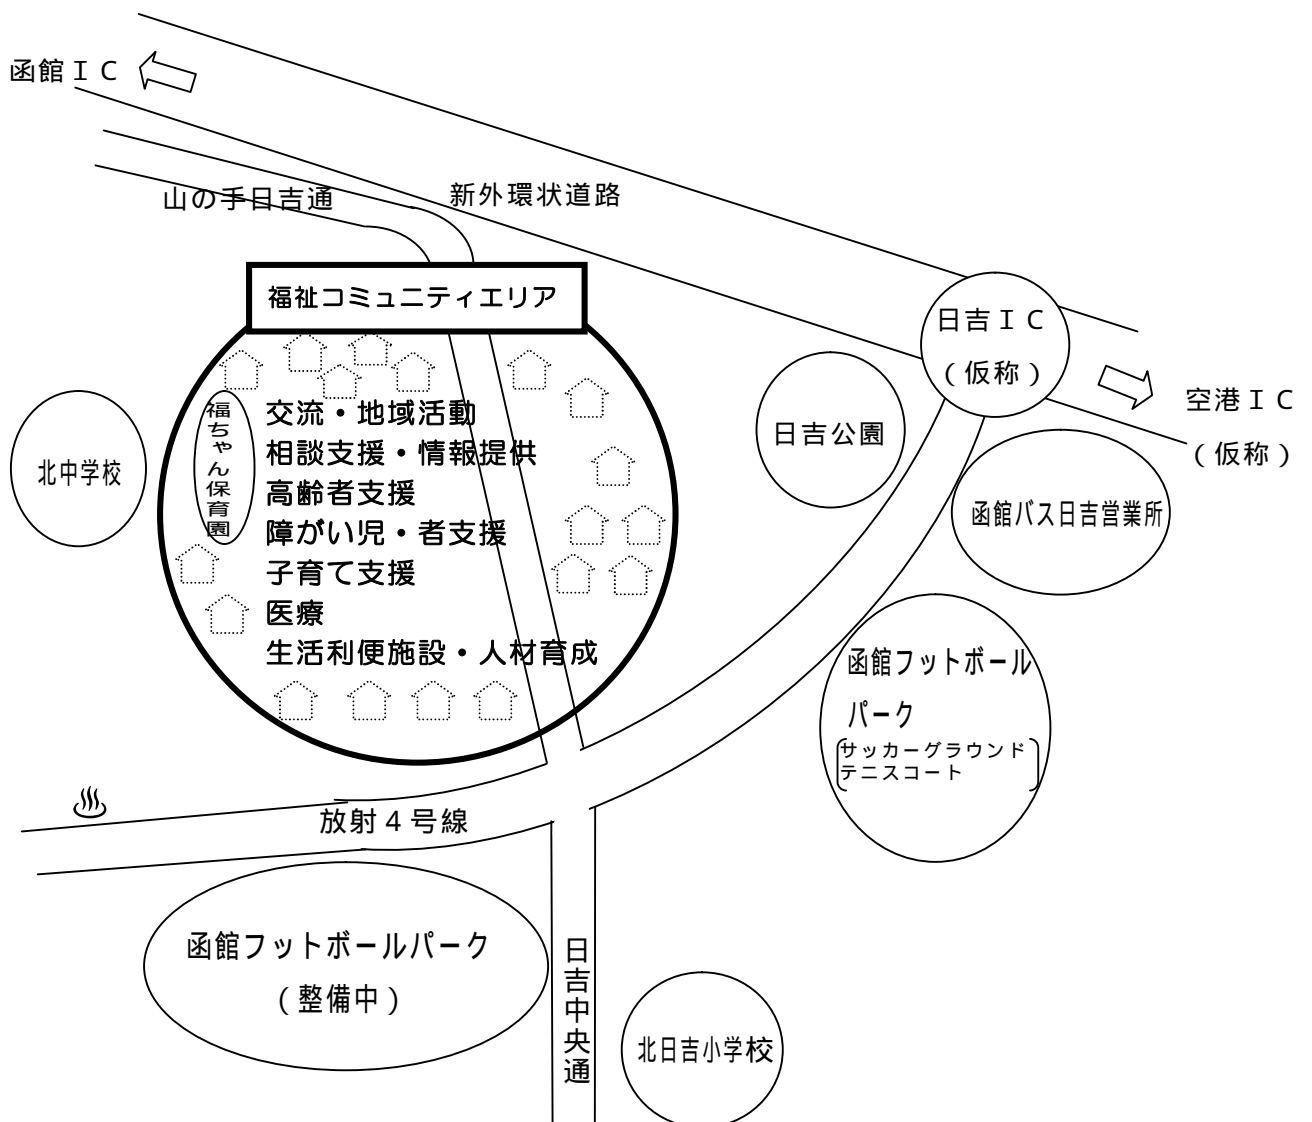 函館ＩＣ
新外環状道路
山の手日吉通
福祉コミュニティエリア
日吉ＩＣ
（仮称）
空港ＩＣ
（仮称）
日吉公園
北中学校
福ちゃん保育園
交流・地域活動
相談支援・情報提供
高齢者支援
障がい児・者支援
子育て支援
医療
生活利便施設・人材育成
函館バス日吉営業所
函館フットボール
パーク
サッカーグラウンド
テニスコート
放射４号線
函館フットボールパーク
（整備中）
日吉中央通
北日吉小学校